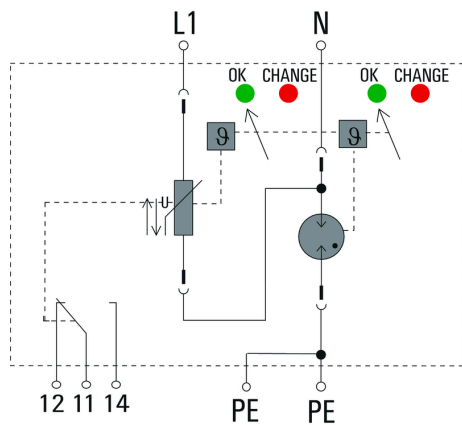 L1 N
OK CHANGE OK CHANGE
ϑ ϑ
U
12 11 14 PE PE